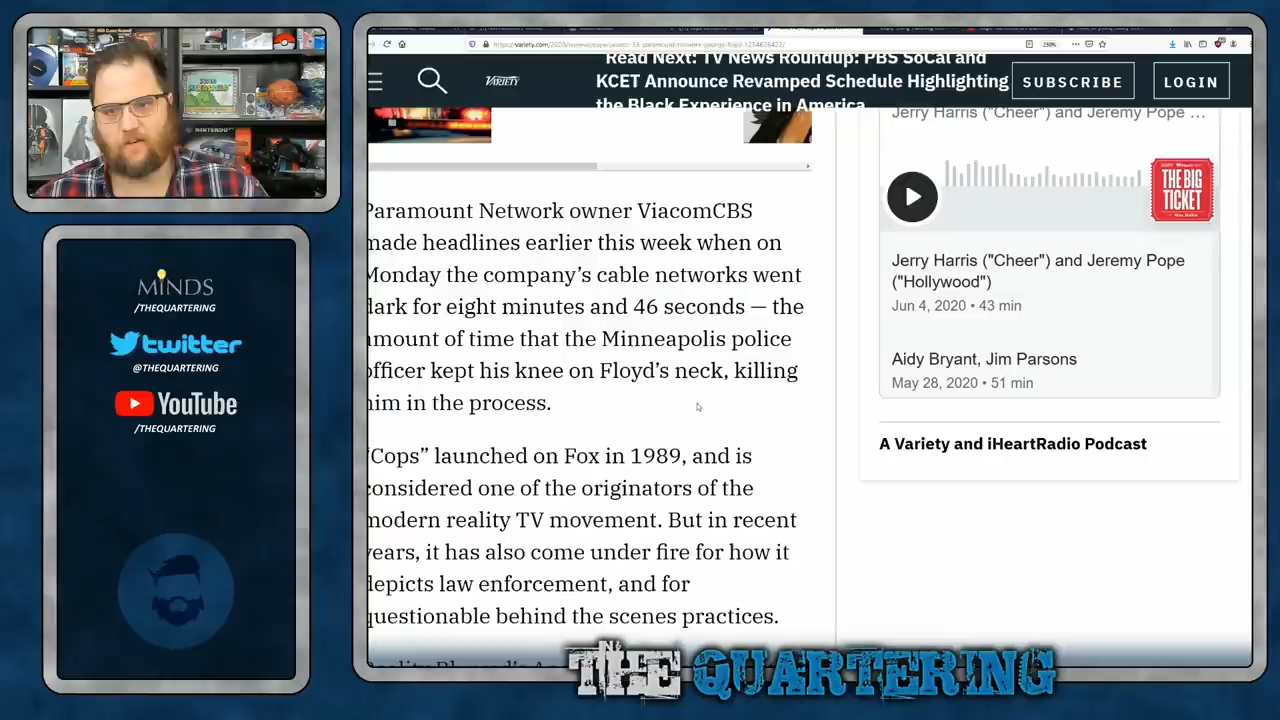 MINDS
/THEQUARTERING
twitter
@THEQUARTERING
YouTube
/THEQUARTERING
250%
Read Next: TV News Roundup: PBS SoCal and
KCET Announce Revamped Schedule Highlighting
the Black Experience in America
VARIETY
SUBSCRIBE
LOGIN
Paramount Network owner ViacomCBS
made headlines earlier this week when on
Monday the company's cable networks went
dark for eight minutes and 46 seconds — the
amount of time that the Minneapolis police
officer kept his knee on Floyd's neck, killing
him in the process.
"Cops" launched on Fox in 1989, and is
considered one of the originators of the
modern reality TV movement. But in recent
years, it has also come under fire for how it
depicts law enforcement, and for
questionable behind the scenes practices.
Jerry Harris ("Cheer") and Jeremy Pope ...
THE BIG
TICKET
Jerry Harris ("Cheer") and Jeremy Pope
("Hollywood")
Jun 4, 2020 • 43 min
Aidy Bryant, Jim Parsons
May 28, 2020 • 51 min
A Variety and iHeartRadio Podcast
THE QUARTERING